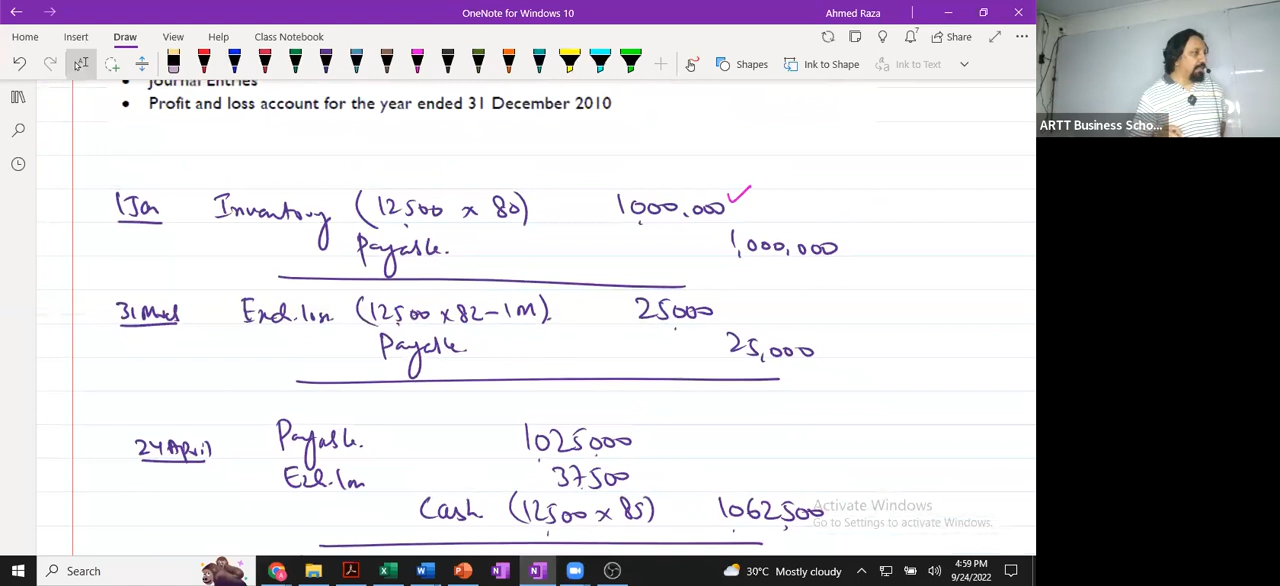 OneNote for Windows 10
Ahmed Raza
Home Insert Draw View Help Class Notebook Share
Shapes Ink to Shape Ink to Text
Journal Entries
• Profit and loss account for the year ended 31 December 2010
ARTT Business Scho...
1 Jan Inventory (12500 x 80) 1,000,000 ✓
Payable. 1,000,000
Exch. loss (12500 x 82 - 1M). 25000
Payable 25,000
24 April Payable. 1025000
Exch. loss 37500
Cash (12500 x 85) 1062500
Activate Windows
Go to Settings to activate Windows.
Search
30°C Mostly cloudy
4:59 PM
9/24/2022